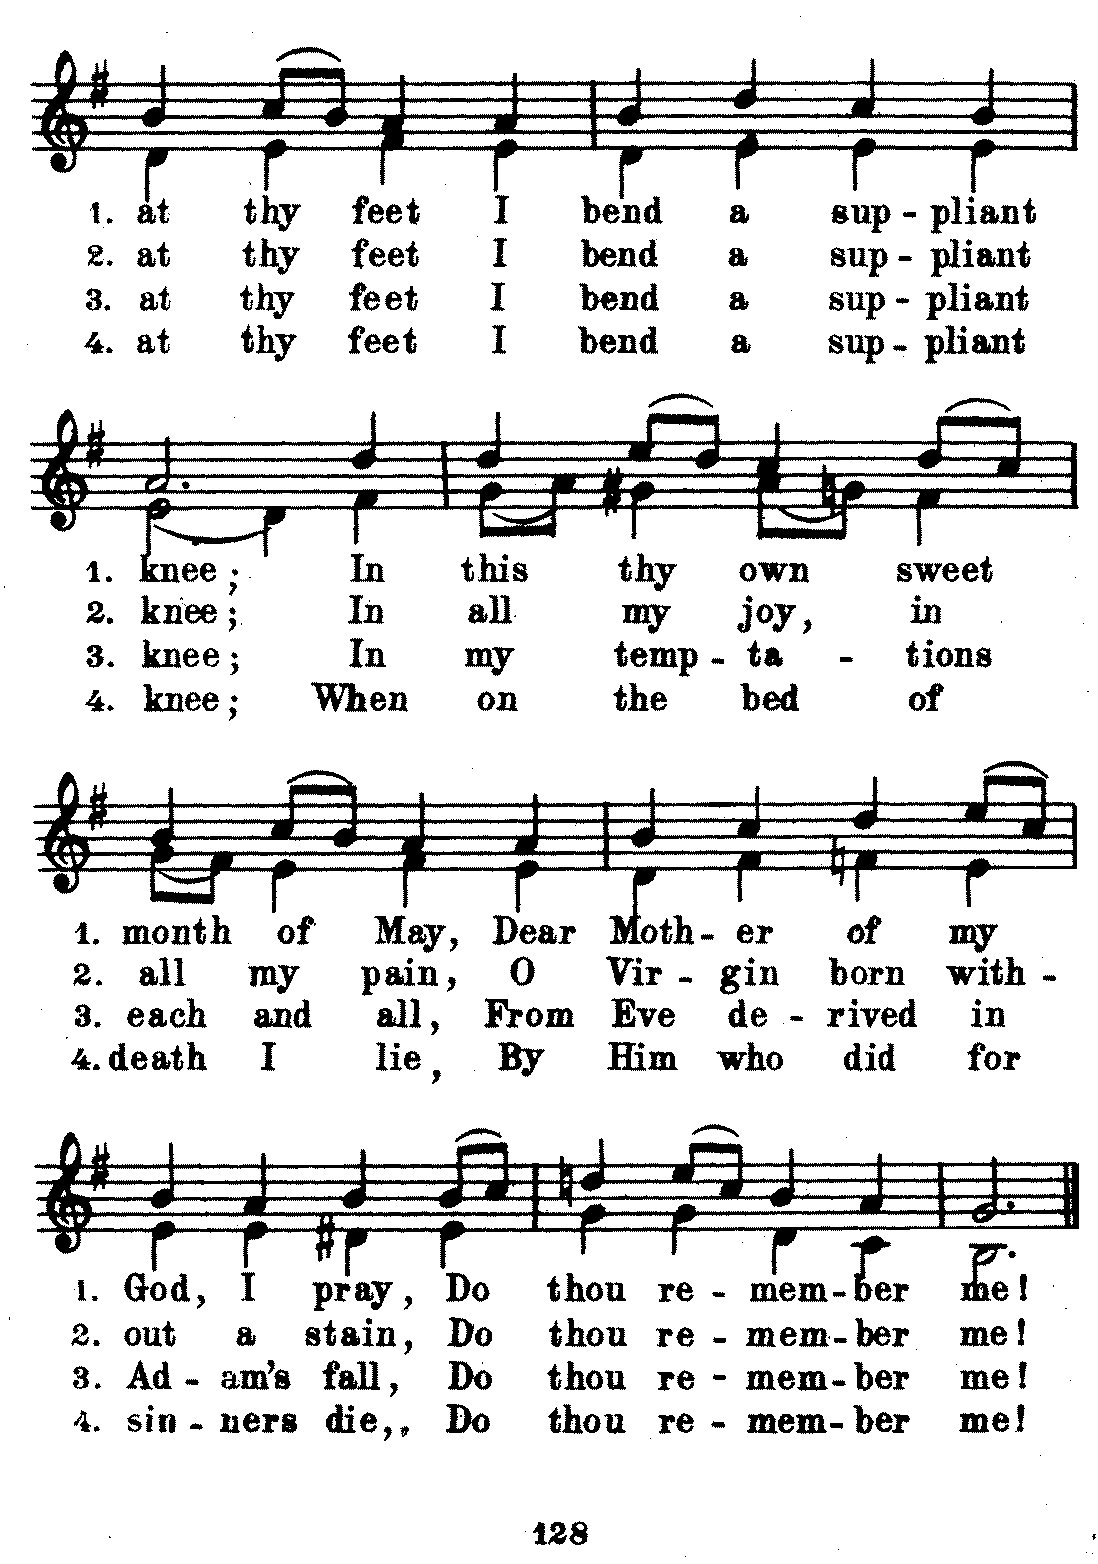 1. at thy feet I bend a sup - pliant
2. at thy feet I bend a sup - pliant
3. at thy feet I bend a sup - pliant
4. at thy feet I bend a sup - pliant
1. knee; In this thy own sweet
2. knee; In all my joy, in
3. knee; In my temp - ta - tions
4. knee; When on the bed of
1. month of May, Dear Moth - er of my
2. all my pain, O Vir - gin born with -
3. each and all, From Eve de - rived in
4. death I lie, By Him who did for
1. God, I pray, Do thou re - mem - ber me!
2. out a stain, Do thou re - mem - ber me!
3. Ad - am's fall, Do thou re - mem - ber me!
4. sin - ners die,, Do thou re - mem - ber me!
128